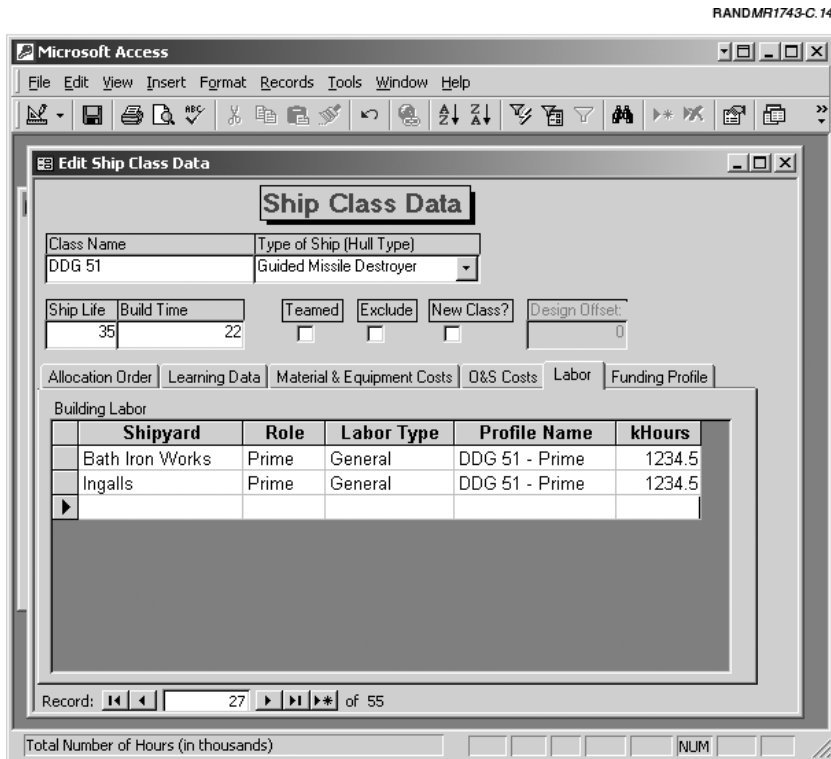 RANDMR1743-C.14
Microsoft Access
File Edit View Insert Format Records Tools Window Help
Edit Ship Class Data
Ship Class Data
Class Name Type of Ship (Hull Type)
DDG 51 Guided Missile Destroyer
Ship Life Build Time Teamed Exclude New Class? Design Offset:
35 22 0
Allocation Order Learning Data Material & Equipment Costs O&S Costs Labor Funding Profile
Building Labor
Shipyard Role Labor Type Profile Name kHours
Bath Iron Works Prime General DDG 51 - Prime 1234.5
Ingalls Prime General DDG 51 - Prime 1234.5
Record: 27 of 55
Total Number of Hours (in thousands) NUM